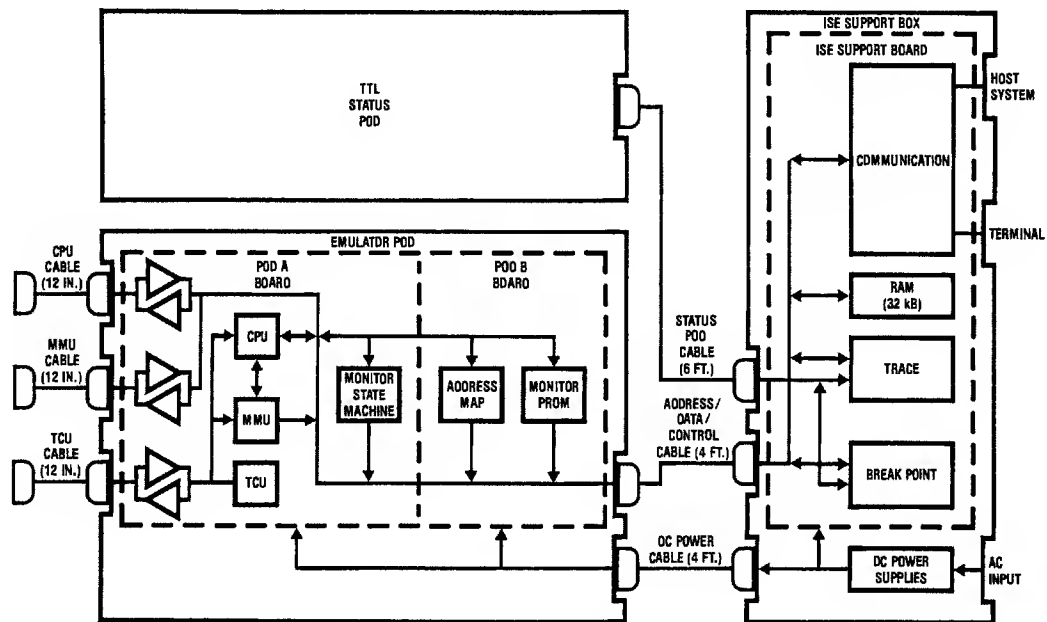 TTL
STATUS
POD
ISE SUPPORT BOX
ISE SUPPORT BOARD
COMMUNICATION
HOST
SYSTEM
TERMINAL
RAM
(32 kB)
TRACE
BREAK POINT
DC POWER
SUPPLIES
AC
INPUT
EMULATOR POD
POD A
BOARD
POD B
BOARD
CPU
CABLE
(12 IN.)
MMU
CABLE
(12 IN.)
TCU
CABLE
(12 IN.)
CPU
MMU
TCU
MONITOR
STATE
MACHINE
ADDRESS
MAP
MONITOR
PROM
STATUS
POD
CABLE
(6 FT.)
ADDRESS/
DATA/
CONTROL
CABLE (4 FT.)
DC POWER
CABLE (4 FT.)